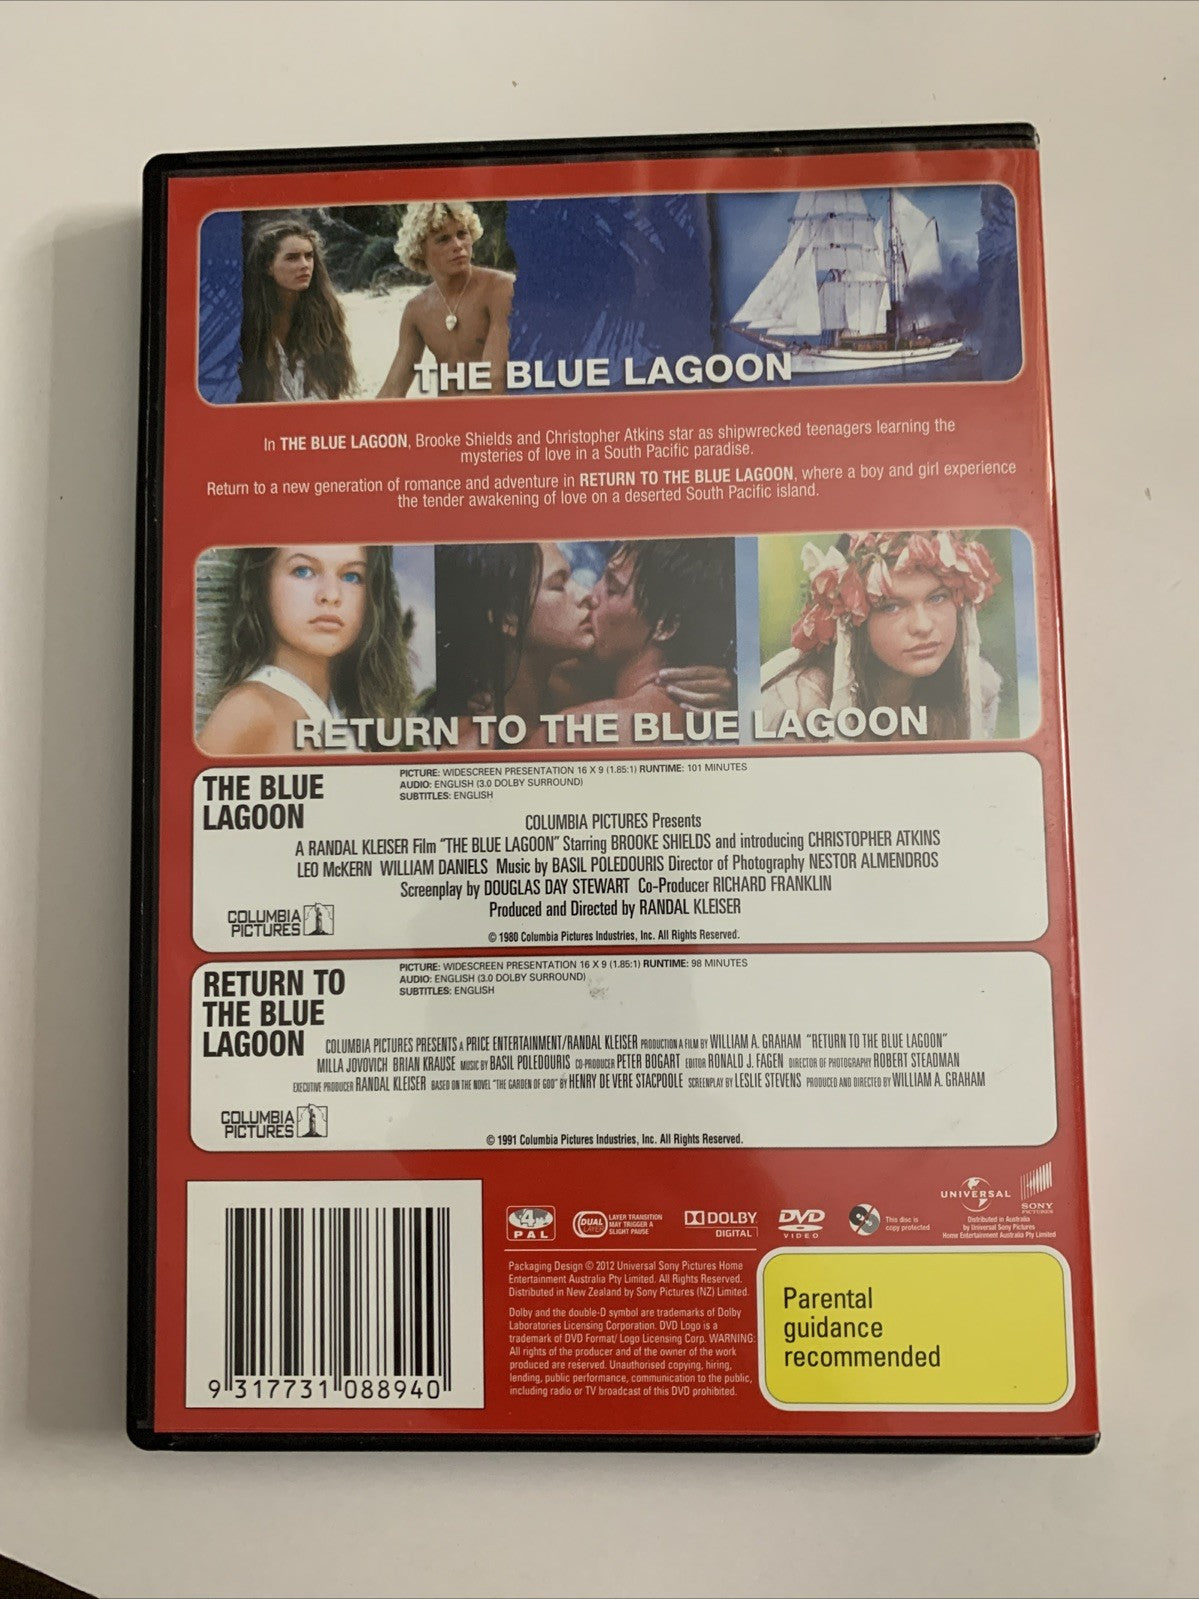 THE BLUE LAGOON
In THE BLUE LAGOON, Brooke Shields and Christopher Atkins star as shipwrecked teenagers learning the
mysteries of love in a South Pacific paradise.
Return to a new generation of romance and adventure in RETURN TO THE BLUE LAGOON, where a boy and girl experience
the tender awakening of love on a deserted South Pacific island.
RETURN TO THE BLUE LAGOON
THE BLUE
LAGOON
PICTURE: WIDESCREEN PRESENTATION 16 X 9 (1.85:1) RUNTIME: 101 MINUTES
AUDIO: ENGLISH (3.0 DOLBY SURROUND)
SUBTITLES: ENGLISH
COLUMBIA PICTURES Presents
A RANDAL KLEISER Film "THE BLUE LAGOON" Starring BROOKE SHIELDS and introducing CHRISTOPHER ATKINS
LEO McKERN WILLIAM DANIELS Music by BASIL POLEDOURIS Director of Photography NESTOR ALMENDROS
Screenplay by DOUGLAS DAY STEWART Co-Producer RICHARD FRANKLIN
Produced and Directed by RANDAL KLEISER
COLUMBIA
PICTURES
© 1980 Columbia Pictures Industries, Inc. All Rights Reserved.
RETURN TO
THE BLUE
LAGOON
PICTURE: WIDESCREEN PRESENTATION 16 X 9 (1.85:1) RUNTIME: 98 MINUTES
AUDIO: ENGLISH (3.0 DOLBY SURROUND)
SUBTITLES: ENGLISH
COLUMBIA PICTURES PRESENTS A PRICE ENTERTAINMENT/RANDAL KLEISER PRODUCTION A FILM BY WILLIAM A. GRAHAM "RETURN TO THE BLUE LAGOON"
MILLA JOVOVICH BRIAN KRAUSE MUSIC BY BASIL POLEDOURIS CO-PRODUCER PETER BOGART EDITOR RONALD J. FAGEN DIRECTOR OF PHOTOGRAPHY ROBERT STEADMAN
EXECUTIVE PRODUCER RANDAL KLEISER BASED ON THE NOVEL "THE GARDEN OF GOD" BY HENRY DE VERE STACPOOLE SCREENPLAY BY LESLIE STEVENS PRODUCED AND DIRECTED BY WILLIAM A. GRAHAM
COLUMBIA
PICTURES
© 1991 Columbia Pictures Industries, Inc. All Rights Reserved.
9 317731 088940
4
PAL
DUAL
LAYER
LAYER TRANSITION
MAY TRIGGER A
SLIGHT PAUSE
DOLBY
DIGITAL
DVD
VIDEO
This disc is
copy protected
UNIVERSAL
SONY
PICTURES
Distributed in Australia
by Universal Sony Pictures
Home Entertainment Australia Pty Limited
Packaging Design © 2012 Universal Sony Pictures Home
Entertainment Australia Pty Limited. All Rights Reserved.
Distributed in New Zealand by Sony Pictures (NZ) Limited.
Dolby and the double-D symbol are trademarks of Dolby
Laboratories Licensing Corporation. DVD Logo is a
trademark of DVD Format/ Logo Licensing Corp. WARNING:
All rights of the producer and of the owner of the work
produced are reserved. Unauthorised copying, hiring,
lending, public performance, communication to the public,
including radio or TV broadcast of this DVD prohibited.
Parental
guidance
recommended